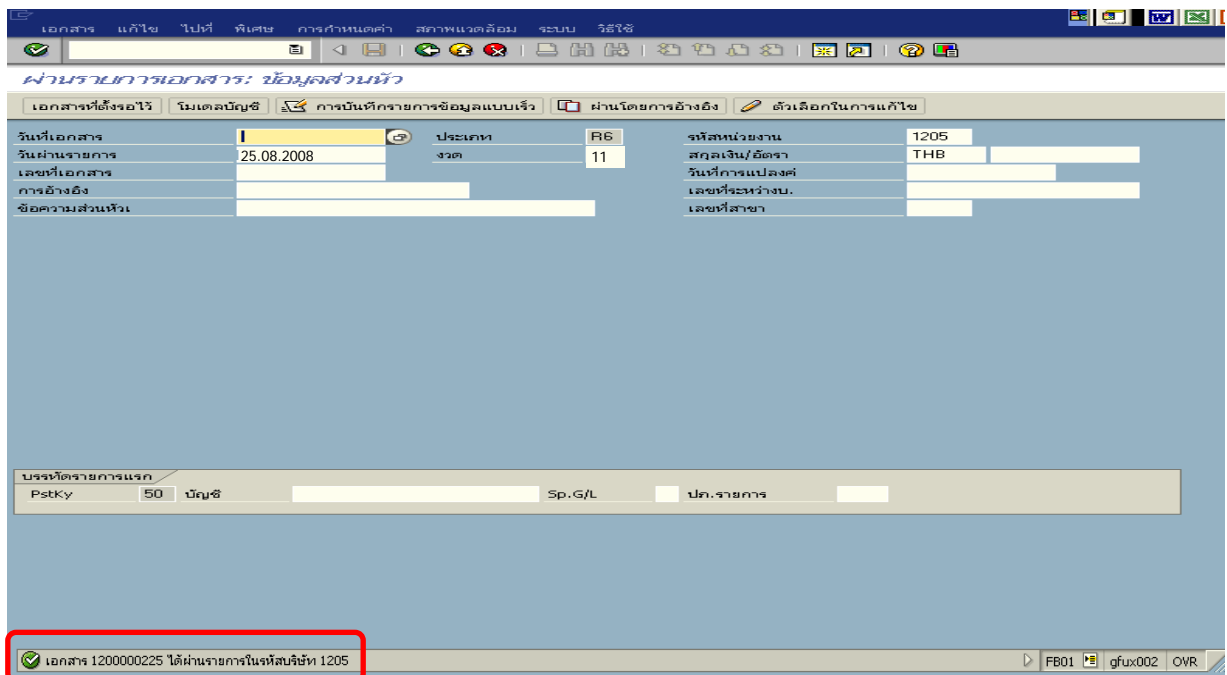 เอกสาร แก้ไข ไปที่ พิเศษ การกำหนดค่า สภาพแวดล้อม ระบบ วิธีใช้
ผ่านรายการเอกสาร: ข้อมูลส่วนหัว
เอกสารที่ตั้งรอไว้ โมเดลบัญชี การบันทึกรายการข้อมูลแบบเร็ว ผ่านโดยการอ้างอิง ตัวเลือกในการแก้ไข
วันที่เอกสาร ประเภท R6 รหัสหน่วยงาน 1205
วันผ่านรายการ 25.08.2008 งวด 11 สกุลเงิน/อัตรา THB
เลขที่เอกสาร วันที่การแปลงค่
การอ้างอิง เลขที่ระหว่างบ.
ข้อความส่วนหัวเ เลขที่สาขา
บรรทัดรายการแรก
PstKy 50 บัญชี Sp.G/L ปภ.รายการ
เอกสาร 1200000225 ได้ผ่านรายการในรหัสบริษัท 1205 FB01 gfux002 OVR